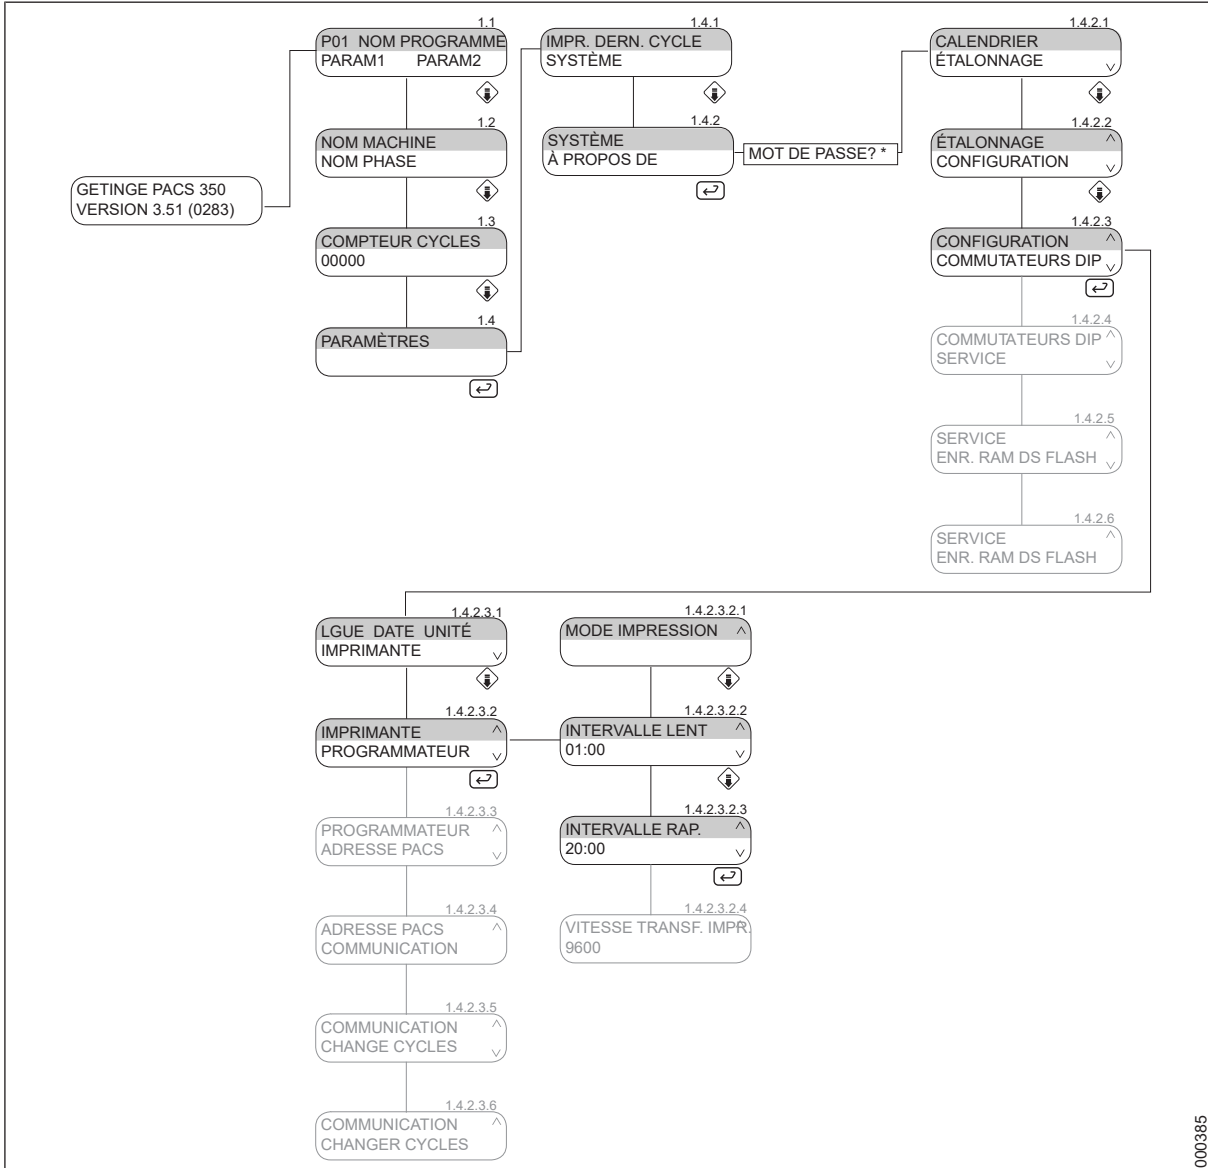 GETINGE PACS 350
VERSION 3.51 (0283)
1.1
P01 NOM PROGRAMME
PARAM1 PARAM2
1.2
NOM MACHINE
NOM PHASE
1.3
COMPTEUR CYCLES
00000
1.4
PARAMÈTRES
1.4.1
IMPR. DERN. CYCLE
SYSTÈME
1.4.2
SYSTÈME
À PROPOS DE
MOT DE PASSE? *
1.4.2.1
CALENDRIER
ÉTALONNAGE
1.4.2.2
ÉTALONNAGE
CONFIGURATION
1.4.2.3
CONFIGURATION
COMMUTATEURS DIP
1.4.2.4
COMMUTATEURS DIP
SERVICE
1.4.2.5
SERVICE
ENR. RAM DS FLASH
1.4.2.6
SERVICE
ENR. RAM DS FLASH
1.4.2.3.1
LGUE DATE UNITÉ
IMPRIMANTE
1.4.2.3.2
IMPRIMANTE
PROGRAMMATEUR
1.4.2.3.3
PROGRAMMATEUR
ADRESSE PACS
1.4.2.3.4
ADRESSE PACS
COMMUNICATION
1.4.2.3.5
COMMUNICATION
CHANGE CYCLES
1.4.2.3.6
COMMUNICATION
CHANGER CYCLES
1.4.2.3.2.1
MODE IMPRESSION
1.4.2.3.2.2
INTERVALLE LENT
01:00
1.4.2.3.2.3
INTERVALLE RAP.
20:00
1.4.2.3.2.4
VITESSE TRANSF. IMPR.
9600
000385